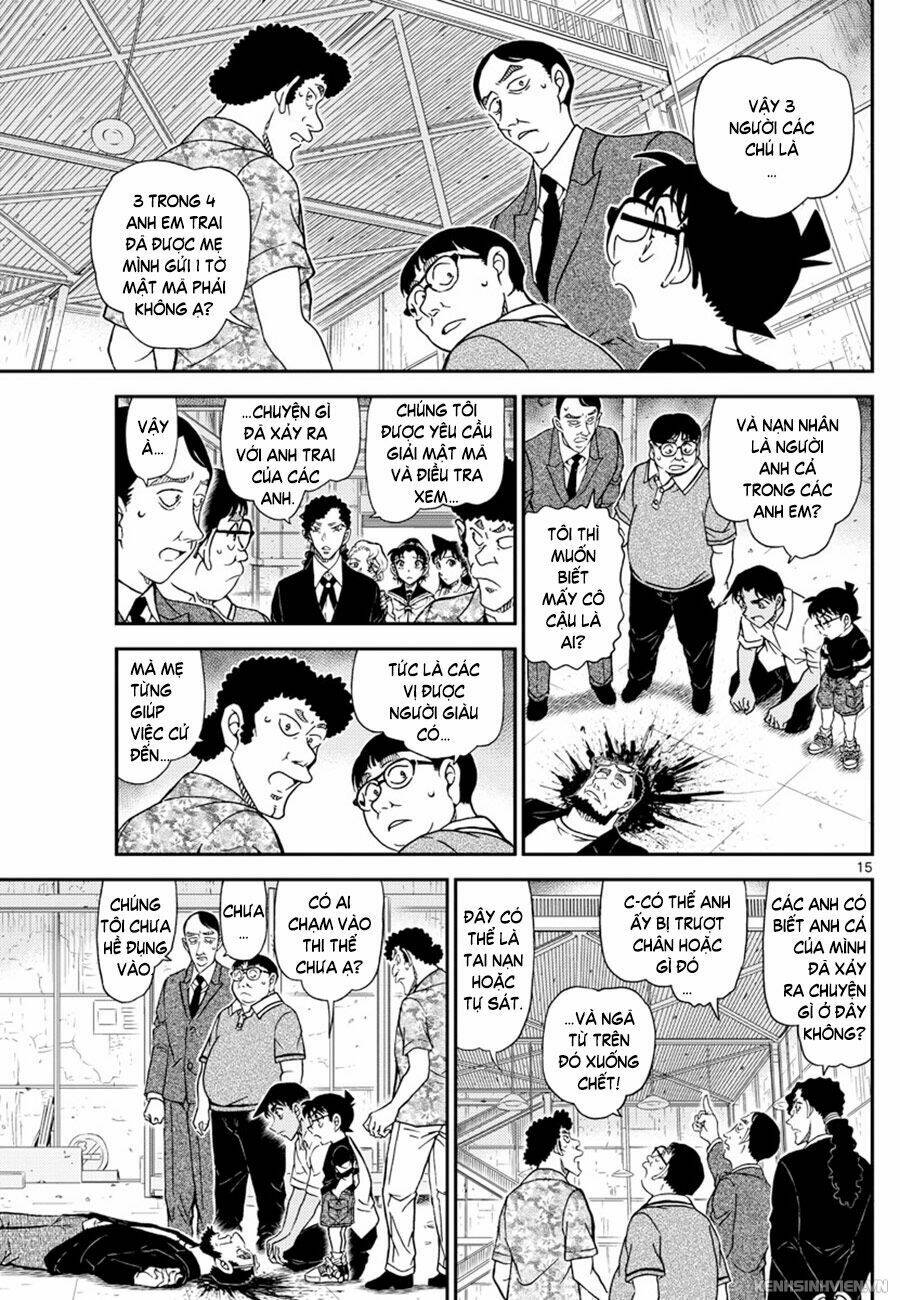 VẬY 3
NGƯỜI CÁC
CHÚ LÀ
...
3 TRONG 4
ANH EM TRAI
ĐÃ ĐƯỢC MẸ
MÌNH GỬI 1 TỜ
MẬT MÃ PHẢI
KHÔNG Ạ?
VÀ NẠN NHÂN
LÀ NGƯỜI
ANH CẢ
TRONG CÁC
ANH EM?
TÔI THÌ
MUỐN
BIẾT
MẤY CÔ
CẬU LÀ
AI?
CHÚNG TÔI
ĐƯỢC YÊU CẦU
GIẢI MẬT MÃ
VÀ ĐIỀU TRA
XEM...
...CHUYỆN GÌ
ĐÃ XẢY RA
VỚI ANH TRAI
CỦA CÁC
ANH.
VẬY
À...
TỨC LÀ CÁC
VỊ ĐƯỢC
NGƯỜI GIÀU
CÓ...
MÀ MẸ
TỪNG
GIÚP
VIỆC CỬ
ĐẾN....
15
CÁC ANH CÓ
BIẾT ANH CẢ
CỦA MÌNH
ĐÃ XẢY
RA CHUYỆN
GÌ Ở ĐÂY
KHÔNG?
C-CÓ THỂ ANH
ẤY BỊ TRƯỢT
CHÂN HOẶC
GÌ ĐÓ
...
...VÀ NGÃ
TỪ TRÊN
ĐÓ XUỐNG
CHẾT!
ĐÂY CÓ
THỂ LÀ
TAI NẠN
HOẶC
TỰ SÁT.
CÓ AI
CHẠM VÀO
THI THỂ
CHƯA Ạ?
CHƯA
...
CHÚNG
TÔI CHƯA
HỀ ĐỤNG
VÀO...
KENHSINHVIEN.VN